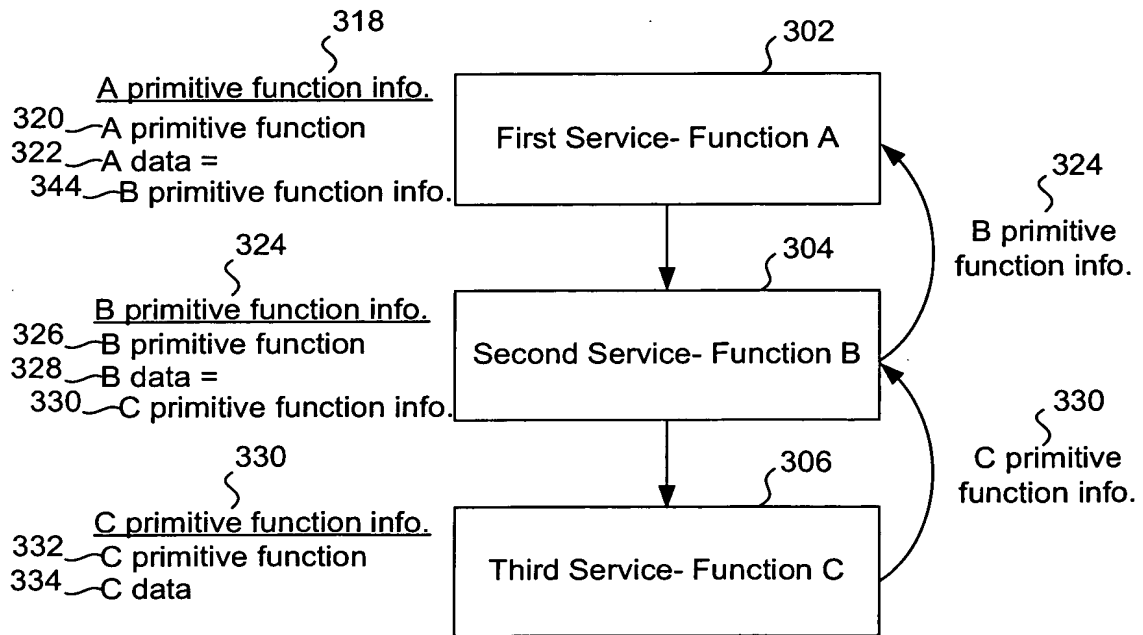 318
A primitive function info.
320 A primitive function
322 A data =
344 B primitive function info.
302
First Service- Function A
324
B primitive
function info.
324
B primitive function info.
326 B primitive function
328 B data =
330 C primitive function info.
304
Second Service- Function B
330
C primitive
function info.
330
C primitive function info.
332 C primitive function
334 C data
306
Third Service- Function C